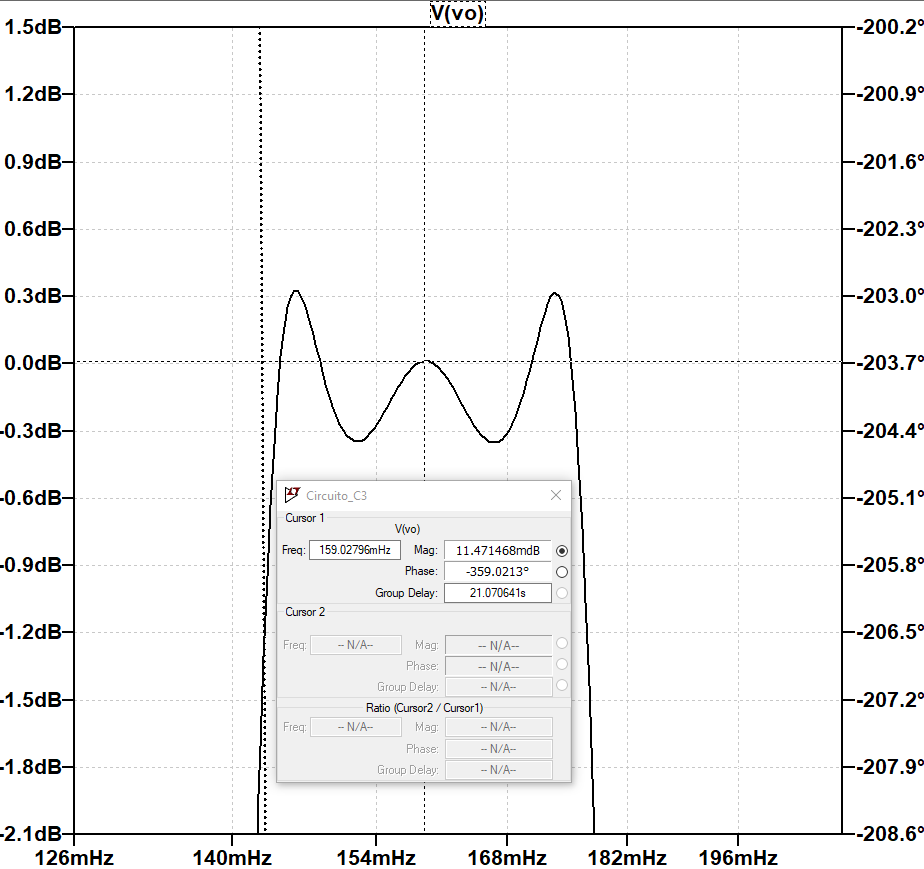 V(vo)
1.5dB -200.2°
1.2dB -200.9°
0.9dB -201.6°
0.6dB -202.3°
0.3dB -203.0°
0.0dB -203.7°
-0.3dB -204.4°
-0.6dB -205.1°
-0.9dB -205.8°
-1.2dB -206.5°
-1.5dB -207.2°
-1.8dB -207.9°
-2.1dB -208.6°
126mHz 140mHz 154mHz 168mHz 182mHz 196mHz
Circuito_C3
Cursor 1
V(vo)
Freq: 159.02796mHz Mag: 11.471468mdB
Phase: -359.0213°
Group Delay: 21.070641s
Cursor 2
Freq: -- N/A-- Mag: -- N/A--
Phase: -- N/A--
Group Delay: -- N/A--
Ratio (Cursor2 / Cursor1)
Freq: -- N/A-- Mag: -- N/A--
Phase: -- N/A--
Group Delay: -- N/A--